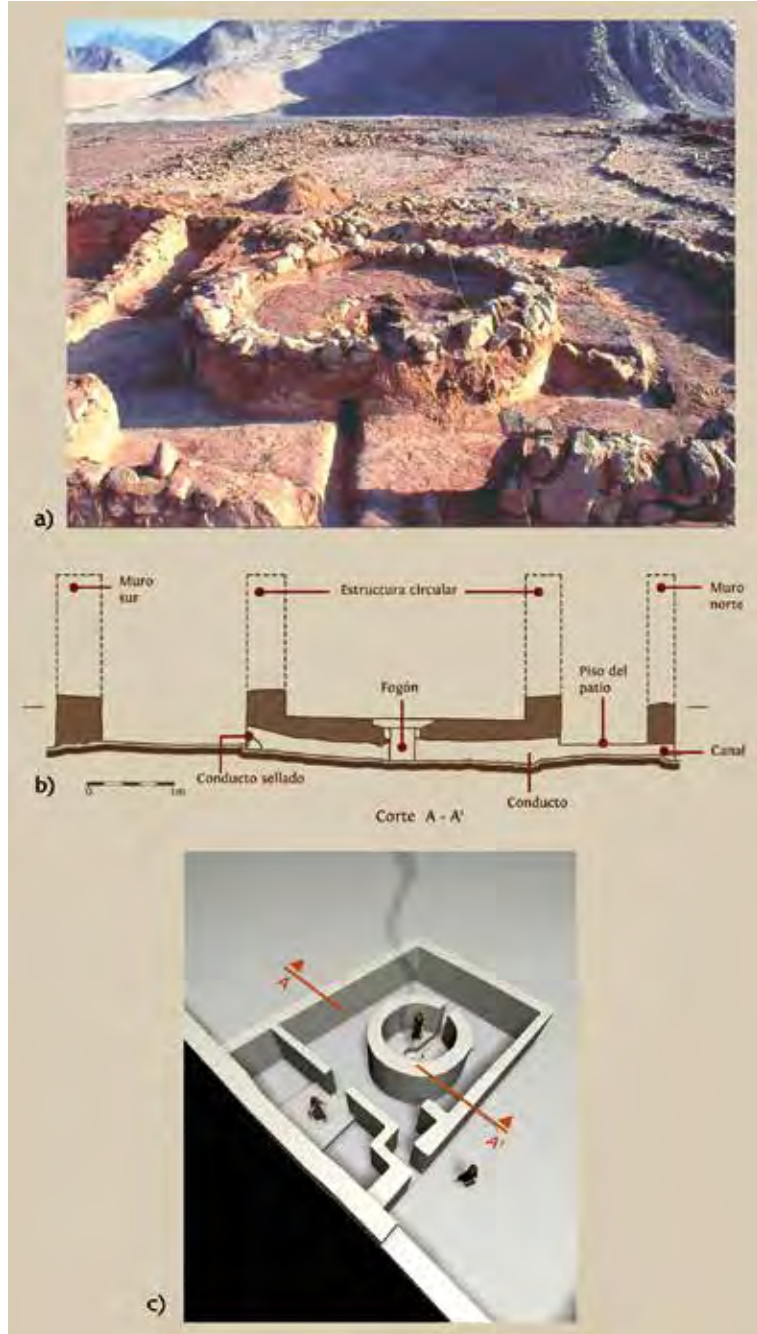 a)
Muro
sur
Estructura circular
Muro
norte
Fogón
Piso del
patio
Canal
Conducto sellado
Conducto
b)
0 1m
Corte A - A'
A
A'
c)